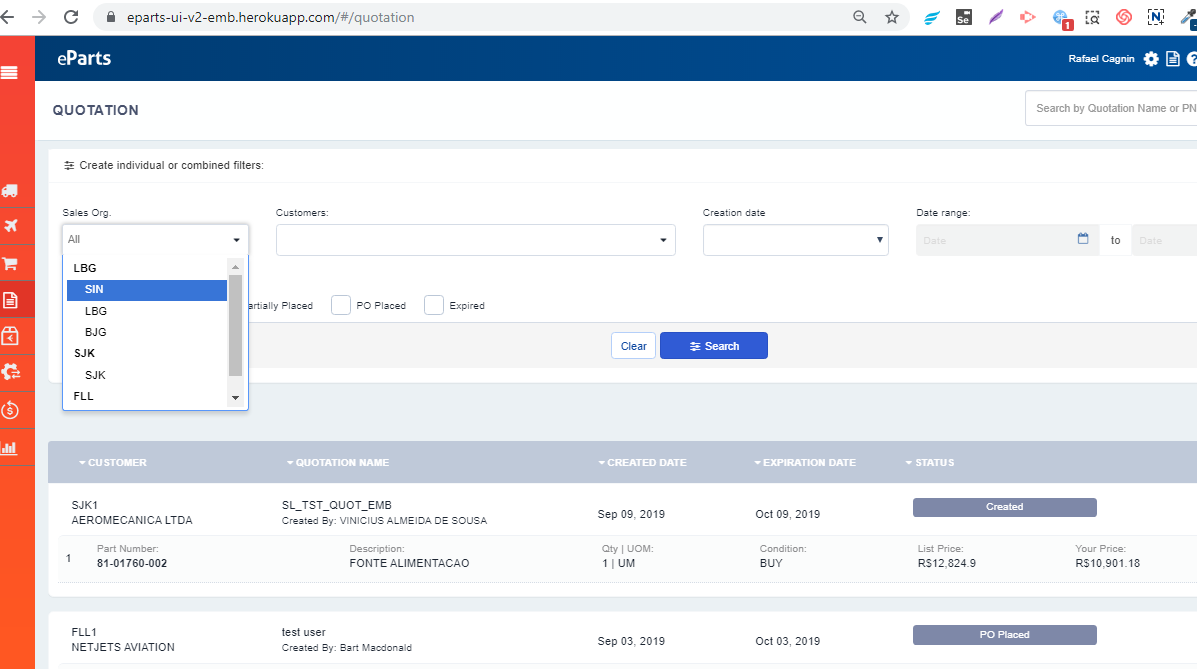 eparts-ui-v2-emb.herokuapp.com/#/quotation
Se
1
N
eParts
Rafael Cagnin
QUOTATION
Search by Quotation Name or PN
Create individual or combined filters:
Sales Org.
Customers:
Creation date
Date range:
All
Date
to
Date
LBG
SIN
LBG
BJG
SJK
SJK
FLL
artially Placed
PO Placed
Expired
Clear
Search
CUSTOMER
QUOTATION NAME
CREATED DATE
EXPIRATION DATE
STATUS
SJK1
AEROMECANICA LTDA
SL_TST_QUOT_EMB
Created By: VINICIUS ALMEIDA DE SOUSA
Sep 09, 2019
Oct 09, 2019
Created
1
Part Number:
81-01760-002
Description:
FONTE ALIMENTACAO
Qty | UOM:
1 | UM
Condition:
BUY
List Price:
R$12,824.9
Your Price:
R$10,901.18
FLL1
NETJETS AVIATION
test user
Created By: Bart Macdonald
Sep 03, 2019
Oct 03, 2019
PO Placed